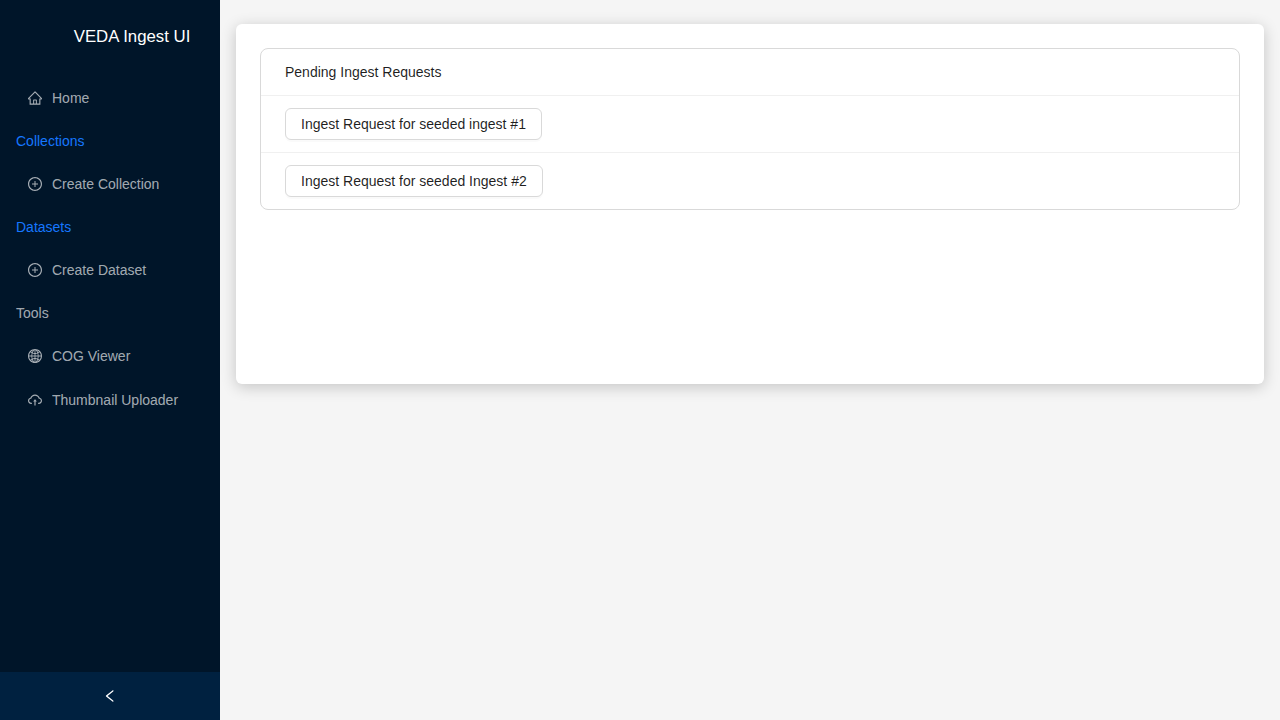 VEDA Ingest UI
Home
Collections
Create Collection
Datasets
Create Dataset
Tools
COG Viewer
Thumbnail Uploader
Pending Ingest Requests
Ingest Request for seeded ingest #1
Ingest Request for seeded Ingest #2